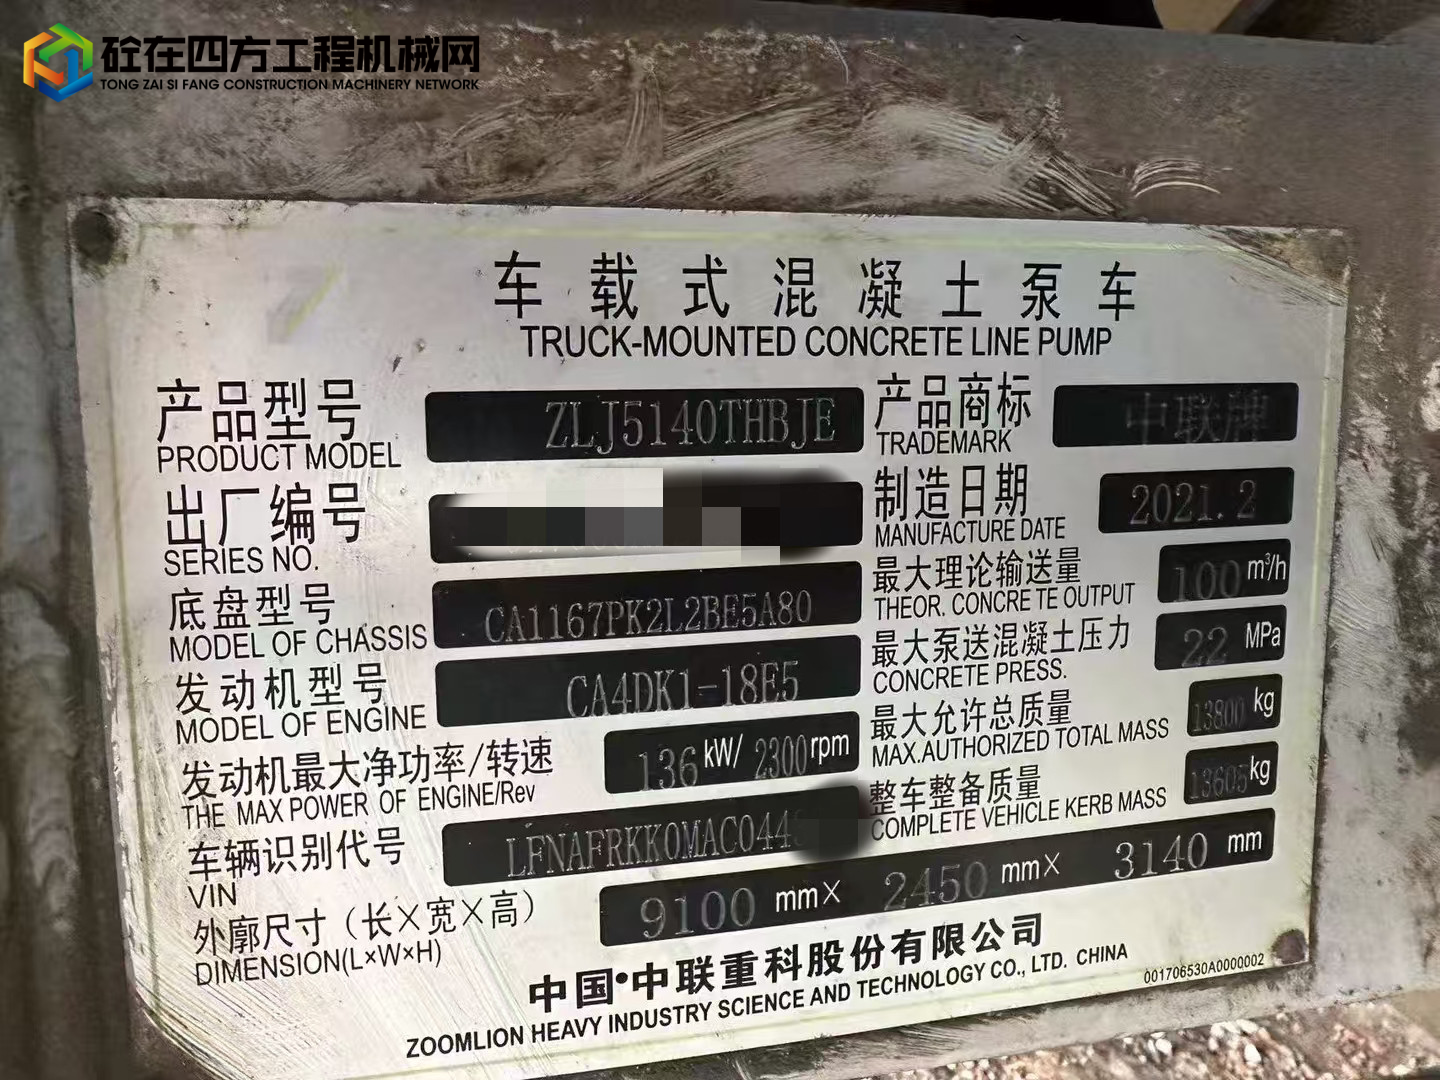 砼在四方工程机械网
TONG ZAI SI FANG CONSTRUCTION MACHINERY NETWORK
车载式混凝土泵车
TRUCK-MOUNTED CONCRETE LINE PUMP
产品型号 ZLJ5140THBJE 产品商标 中联牌
PRODUCT MODEL TRADEMARK
出厂编号 制造日期 2021.2
SERIES NO. MANUFACTURE DATE
底盘型号 CA1167PK2L2BE5A80 最大理论输送量 100 m³/h
MODEL OF CHASSIS THEOR. CONCRETE OUTPUT
发动机型号 CA4DK1-18E5 最大泵送混凝土压力 22 MPa
MODEL OF ENGINE CONCRETE PRESS.
发动机最大净功率/转速 136 kW/ 2300 rpm 最大允许总质量 13800 kg
THE MAX POWER OF ENGINE/Rev MAX.AUTHORIZED TOTAL MASS
车辆识别代号 LFNAFRKK0MAC044 整车整备质量 13605 kg
VIN COMPLETE VEHICLE KERB MASS
外廓尺寸（长×宽×高） 9100 mm× 2450 mm× 3140 mm
DIMENSION(L×W×H)
中国·中联重科股份有限公司
ZOOMLION HEAVY INDUSTRY SCIENCE AND TECHNOLOGY CO., LTD. CHINA
001706530A0000002